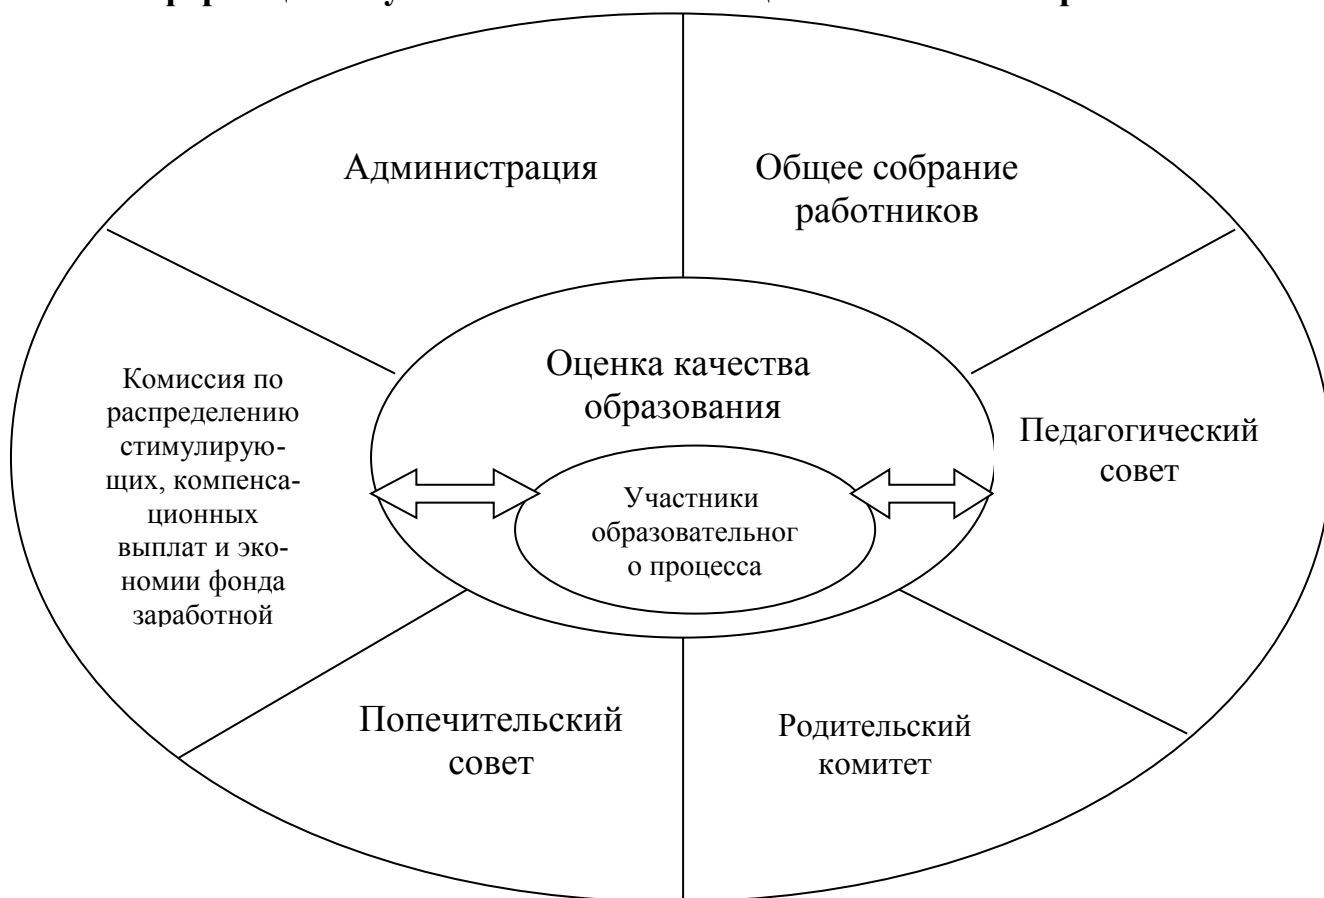 Администрация
Общее собрание
работников
Оценка качества
образования
Комиссия по
распределению
стимулирую-
щих, компенса-
ционных
выплат и эко-
номии фонда
заработной
Педагогический
совет
Участники
образовательног
о процесса
Попечительский
совет
Родительский
комитет